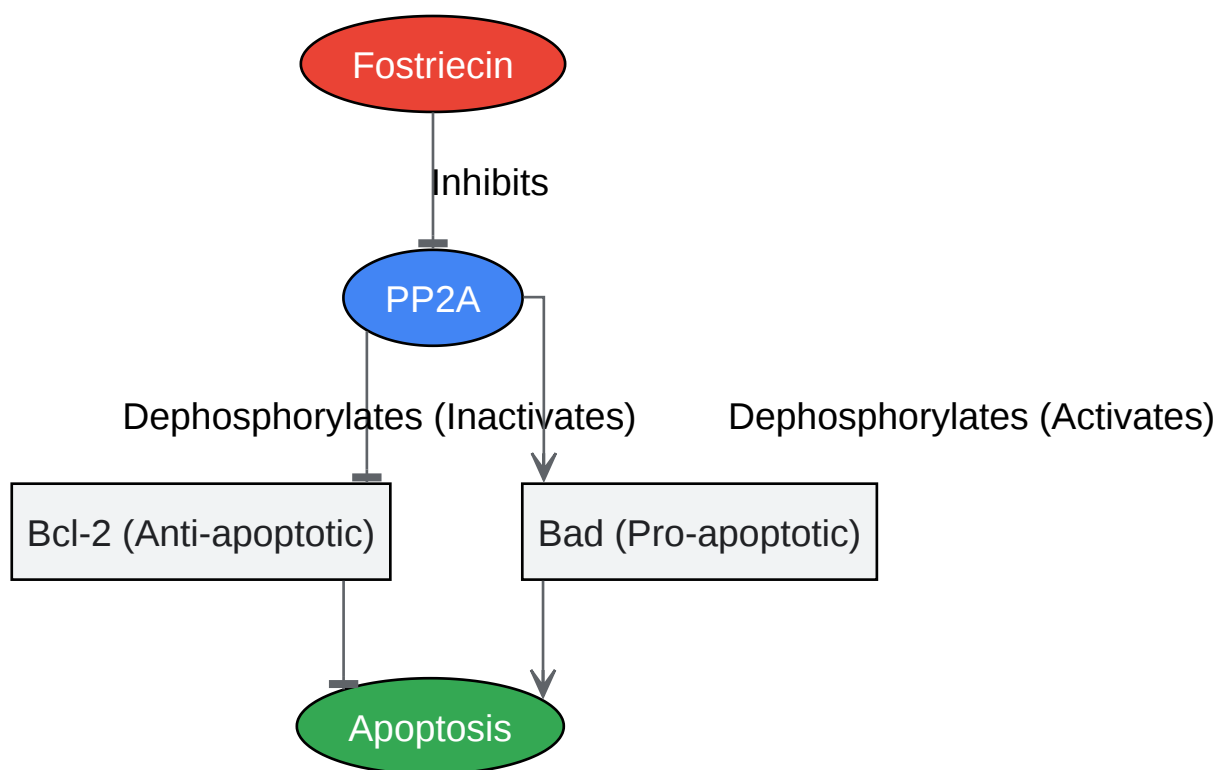 Fostriecin
Inhibits
PP2A
Dephosphorylates (Inactivates)
Dephosphorylates (Activates)
Bcl-2 (Anti-apoptotic)
Bad (Pro-apoptotic)
Apoptosis